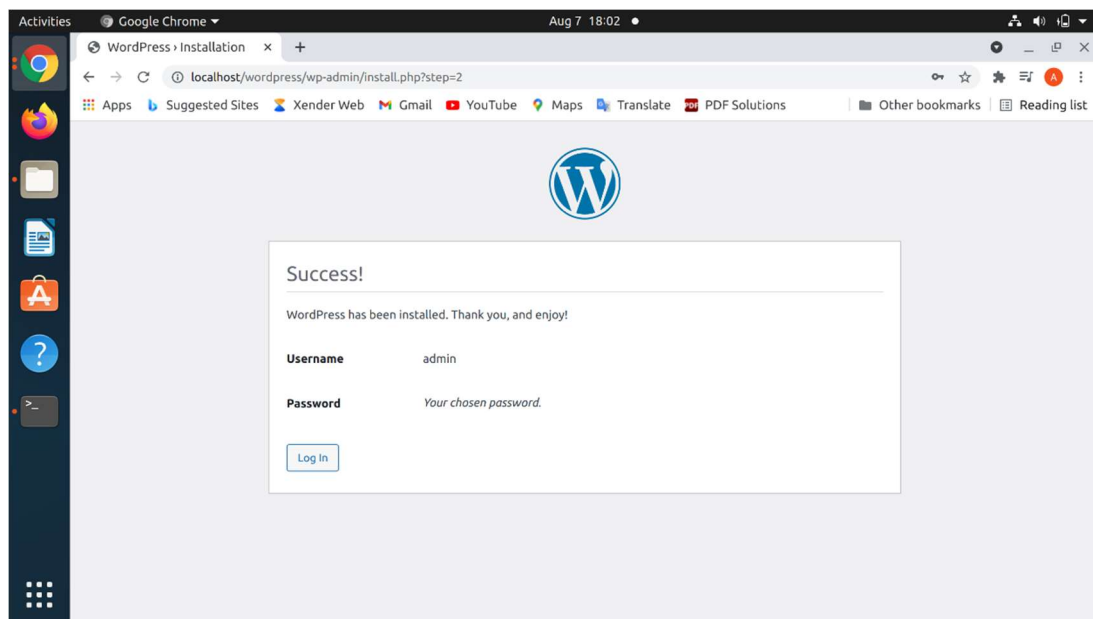 Activities Google Chrome Aug 7 18:02
WordPress › Installation
localhost/wordpress/wp-admin/install.php?step=2
A
Apps Suggested Sites Xender Web Gmail YouTube Maps Translate PDF PDF Solutions Other bookmarks Reading list
W
Success!
WordPress has been installed. Thank you, and enjoy!
Username admin
Password Your chosen password.
Log In